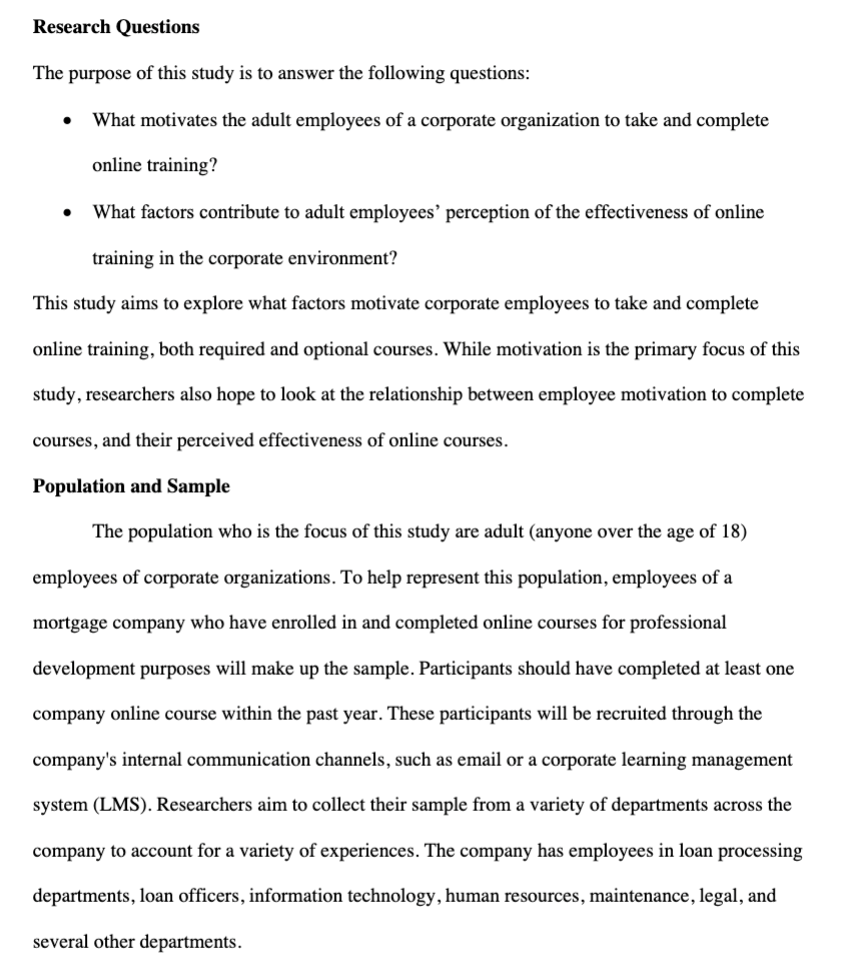 Research Questions
The purpose of this study is to answer the following questions:
• What motivates the adult employees of a corporate organization to take and complete
online training?
• What factors contribute to adult employees’ perception of the effectiveness of online
training in the corporate environment?
This study aims to explore what factors motivate corporate employees to take and complete
online training, both required and optional courses. While motivation is the primary focus of this
study, researchers also hope to look at the relationship between employee motivation to complete
courses, and their perceived effectiveness of online courses.
Population and Sample
The population who is the focus of this study are adult (anyone over the age of 18)
employees of corporate organizations. To help represent this population, employees of a
mortgage company who have enrolled in and completed online courses for professional
development purposes will make up the sample. Participants should have completed at least one
company online course within the past year. These participants will be recruited through the
company's internal communication channels, such as email or a corporate learning management
system (LMS). Researchers aim to collect their sample from a variety of departments across the
company to account for a variety of experiences. The company has employees in loan processing
departments, loan officers, information technology, human resources, maintenance, legal, and
several other departments.